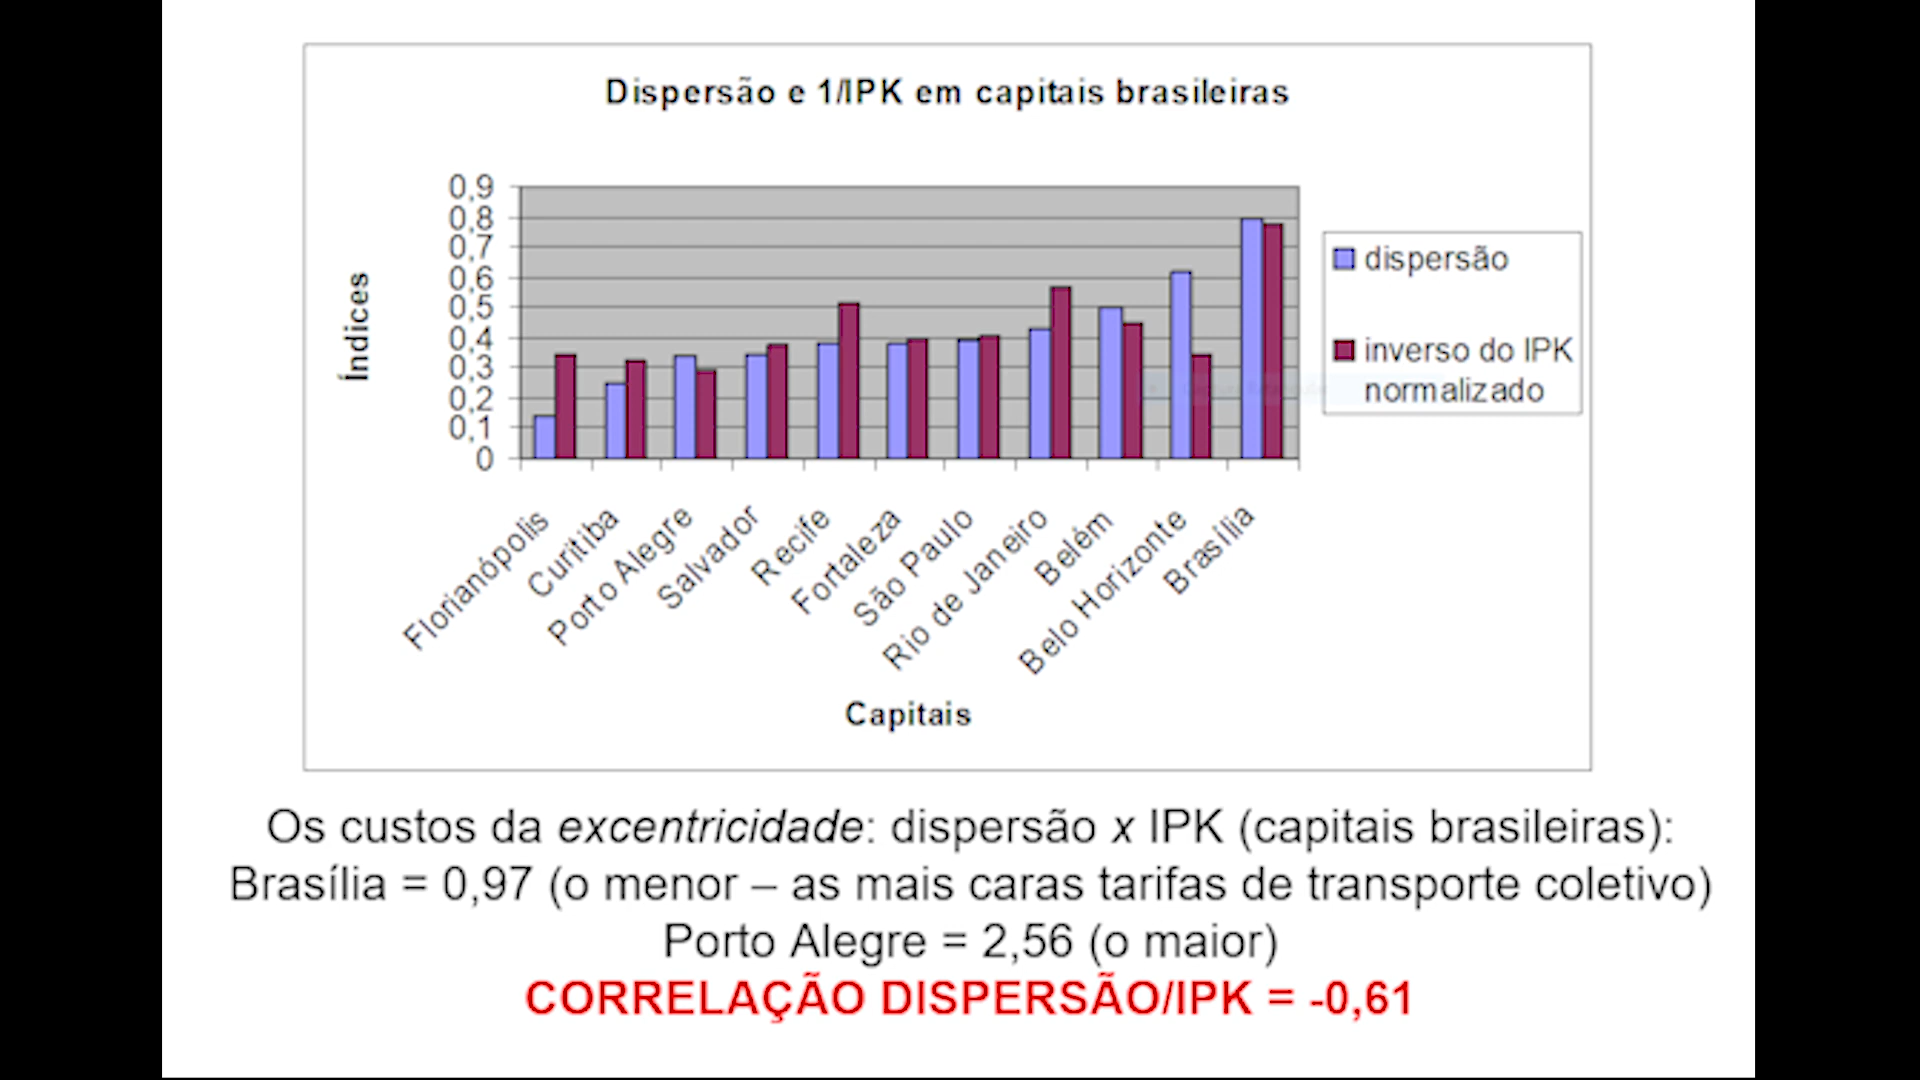 Dispersão e 1/IPK em capitais brasileiras
0,9
0,8
0,7
0,6
0,5
0,4
0,3
0,2
0,1
0
Índices
dispersão
inverso do IPK
normalizado
Florianópolis
Curitiba
Porto Alegre
Salvador
Recife
Fortaleza
São Paulo
Rio de Janeiro
Belém
Belo Horizonte
Brasília
Capitais
Os custos da excentricidade: dispersão x IPK (capitais brasileiras):
Brasília = 0,97 (o menor – as mais caras tarifas de transporte coletivo)
Porto Alegre = 2,56 (o maior)
CORRELAÇÃO DISPERSÃO/IPK = -0,61